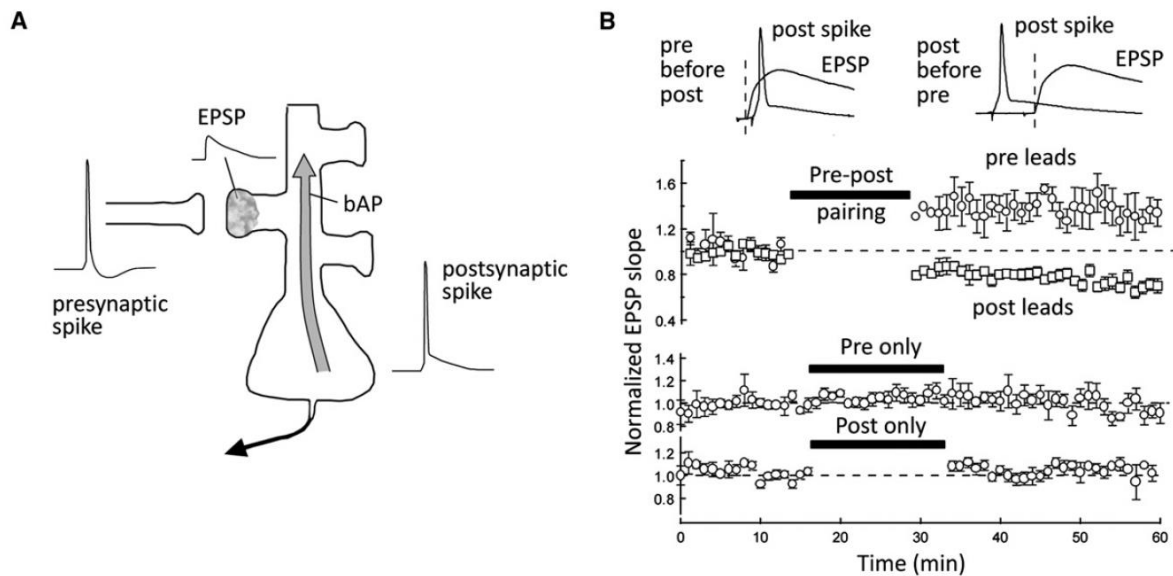 A
EPSP
bAP
presynaptic
spike
postsynaptic
spike
B
pre
before
post
post spike
EPSP
post
before
pre
post spike
EPSP
Normalized EPSP slope
1.6
1.2
0.8
0.4
Pre-post
pairing
pre leads
post leads
1.4
1.2
1.0
0.8
Pre only
1.2
1.0
0.8
Post only
0
10
20
30
40
50
60
Time (min)